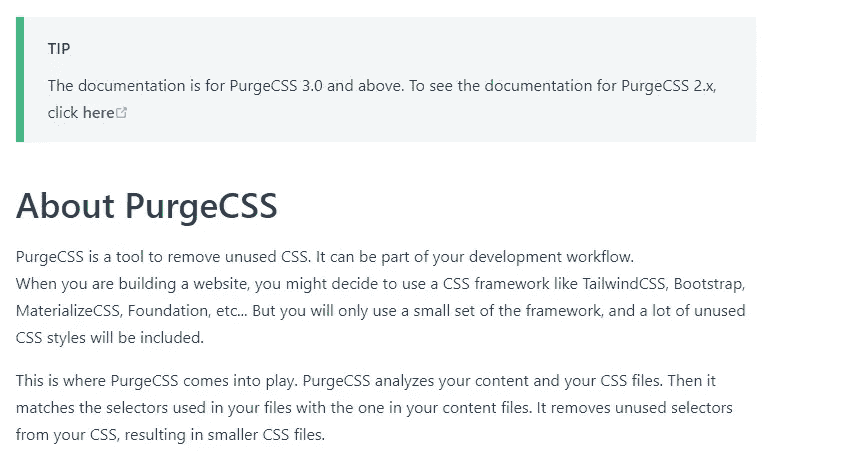 TIP
The documentation is for PurgeCSS 3.0 and above. To see the documentation for PurgeCSS 2.x,
click here
About PurgeCSS
PurgeCSS is a tool to remove unused CSS. It can be part of your development workflow.
When you are building a website, you might decide to use a CSS framework like TailwindCSS, Bootstrap,
MaterializeCSS, Foundation, etc... But you will only use a small set of the framework, and a lot of unused
CSS styles will be included.
This is where PurgeCSS comes into play. PurgeCSS analyzes your content and your CSS files. Then it
matches the selectors used in your files with the one in your content files. It removes unused selectors
from your CSS, resulting in smaller CSS files.